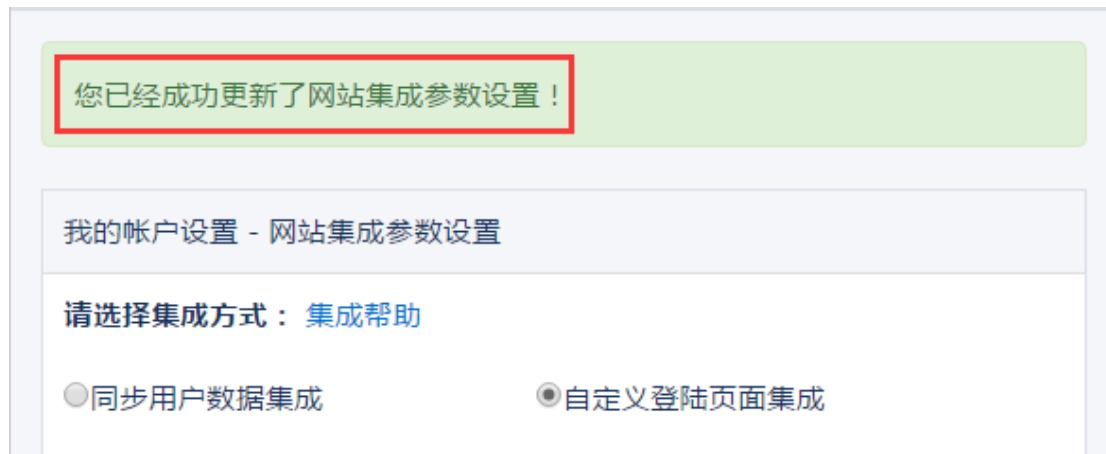 您已经成功更新了网站集成参数设置！
我的帐户设置 - 网站集成参数设置
请选择集成方式： 集成帮助
同步用户数据集成 自定义登陆页面集成